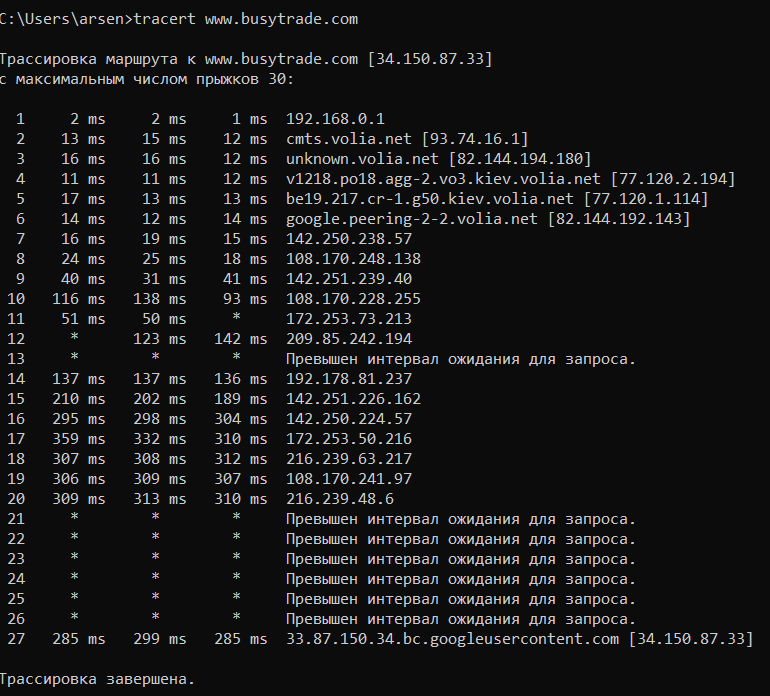 C:\Users\arsen>tracert www.busytrade.com
Трассировка маршрута к www.busytrade.com [34.150.87.33]
с максимальным числом прыжков 30:
1 2 ms 2 ms 1 ms 192.168.0.1
2 13 ms 15 ms 12 ms cmts.volia.net [93.74.16.1]
3 16 ms 16 ms 12 ms unknown.volia.net [82.144.194.180]
4 11 ms 11 ms 12 ms v1218.po18.agg-2.vo3.kiev.volia.net [77.120.2.194]
5 17 ms 13 ms 13 ms be19.217.cr-1.g50.kiev.volia.net [77.120.1.114]
6 14 ms 12 ms 14 ms google.peering-2-2.volia.net [82.144.192.143]
7 16 ms 19 ms 15 ms 142.250.238.57
8 24 ms 25 ms 18 ms 108.170.248.138
9 40 ms 31 ms 41 ms 142.251.239.40
10 116 ms 138 ms 93 ms 108.170.228.255
11 51 ms 50 ms * 172.253.73.213
12 * 123 ms 142 ms 209.85.242.194
13 * * * Превышен интервал ожидания для запроса.
14 137 ms 137 ms 136 ms 192.178.81.237
15 210 ms 202 ms 189 ms 142.251.226.162
16 295 ms 298 ms 304 ms 142.250.224.57
17 359 ms 332 ms 310 ms 172.253.50.216
18 307 ms 308 ms 312 ms 216.239.63.217
19 306 ms 309 ms 307 ms 108.170.241.97
20 309 ms 313 ms 310 ms 216.239.48.6
21 * * * Превышен интервал ожидания для запроса.
22 * * * Превышен интервал ожидания для запроса.
23 * * * Превышен интервал ожидания для запроса.
24 * * * Превышен интервал ожидания для запроса.
25 * * * Превышен интервал ожидания для запроса.
26 * * * Превышен интервал ожидания для запроса.
27 285 ms 299 ms 285 ms 33.87.150.34.bc.googleusercontent.com [34.150.87.33]
Трассировка завершена.